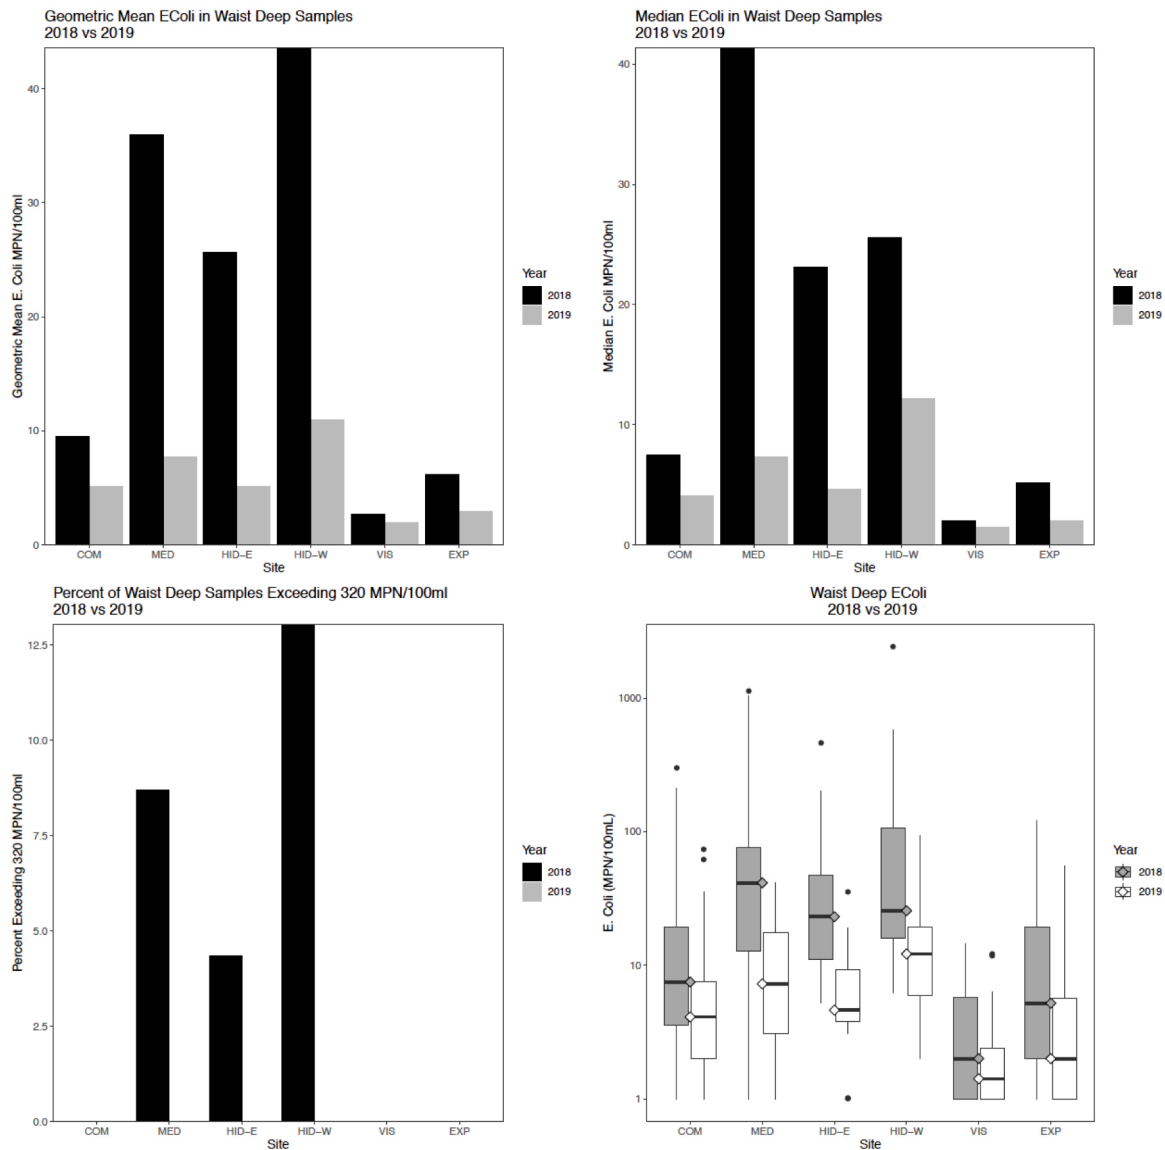 Geometric Mean EColi in Waist Deep Samples
2018 vs 2019
Geometric Mean E. Coli MPN/100ml
40
30
20
10
0
COM MED HID–E HID–W VIS EXP
Site
Year
2018
2019
Median EColi in Waist Deep Samples
2018 vs 2019
Median E. Coli MPN/100ml
40
30
20
10
0
COM MED HID–E HID–W VIS EXP
Site
Year
2018
2019
Percent of Waist Deep Samples Exceeding 320 MPN/100ml
2018 vs 2019
Percent Exceeding 320 MPN/100ml
12.5
10.0
7.5
5.0
2.5
0.0
COM MED HID–E HID–W VIS EXP
Site
Year
2018
2019
Waist Deep EColi
2018 vs 2019
E. Coli (MPN/100mL)
1000
100
10
1
COM MED HID–E HID–W VIS EXP
Site
Year
2018
2019